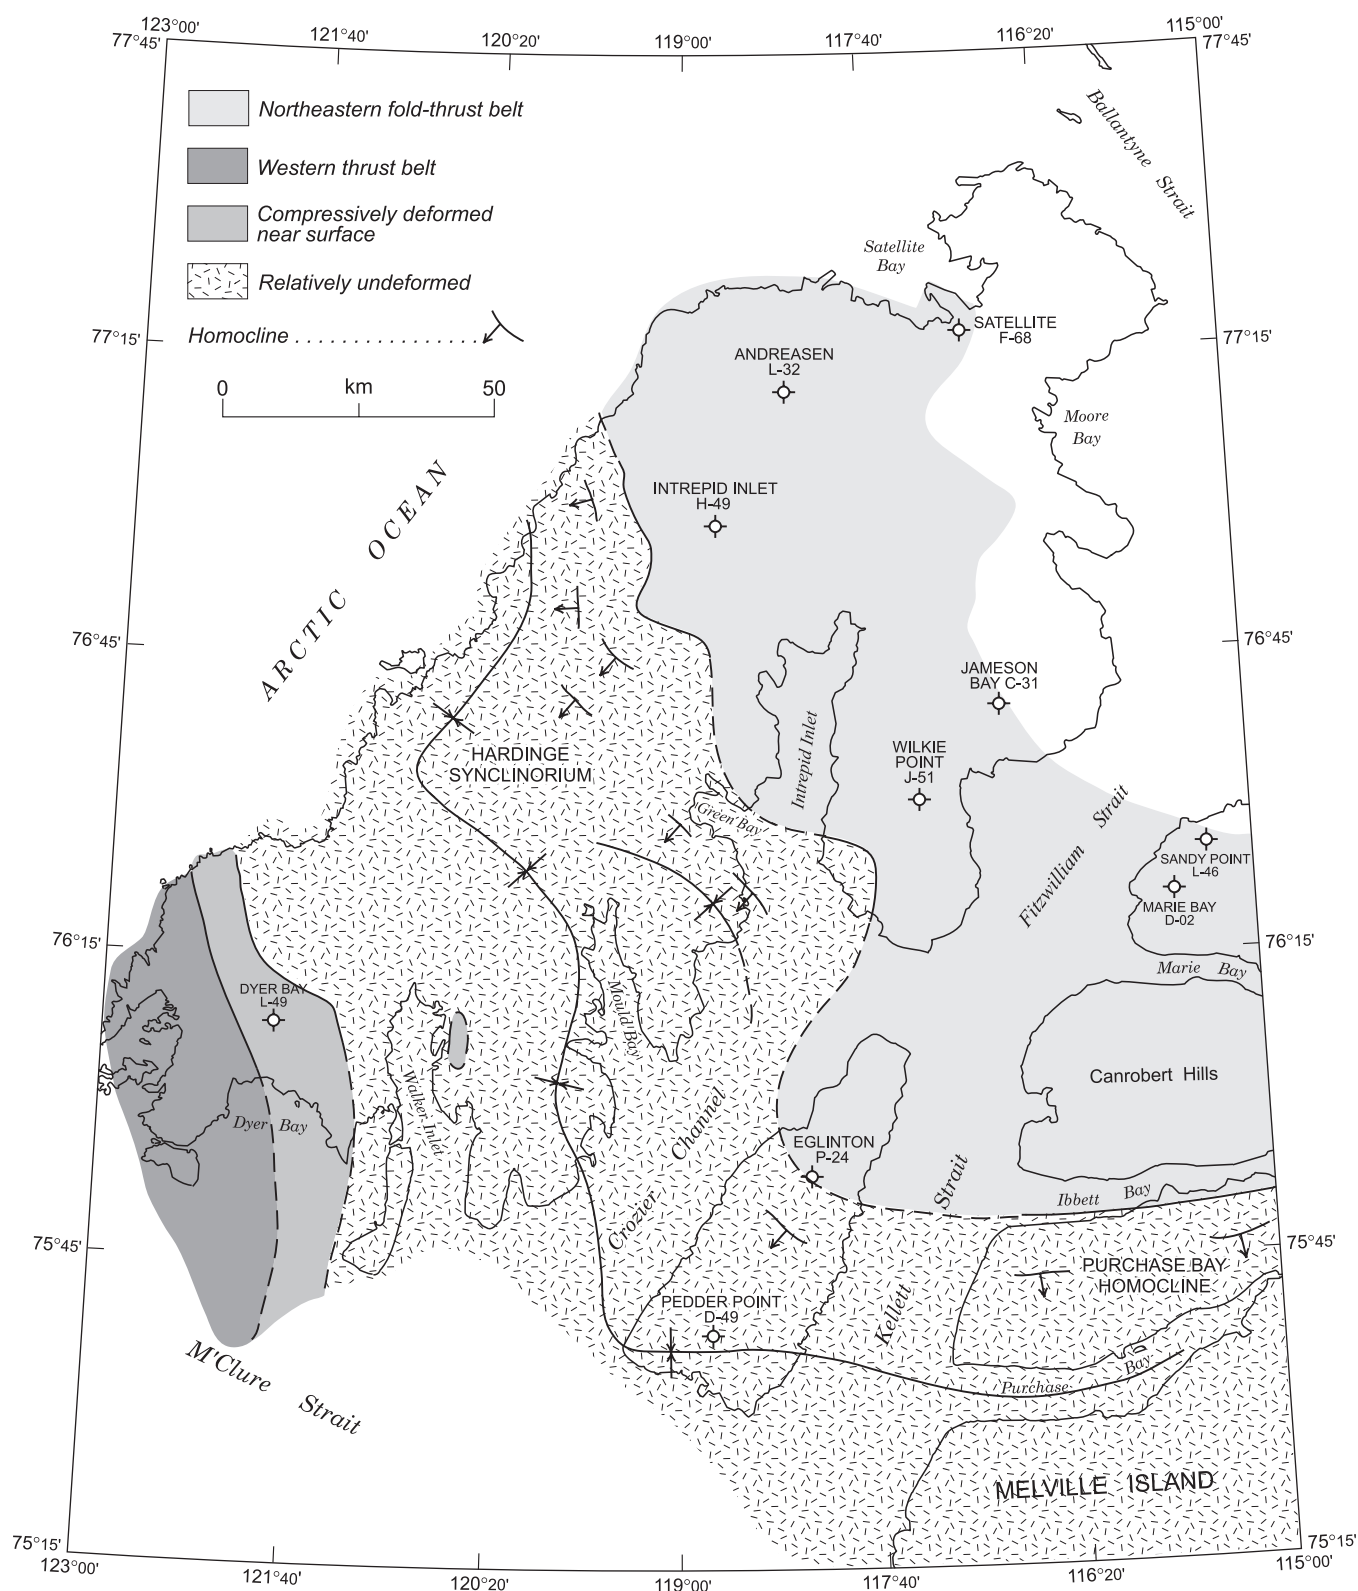 123°00'
121°40'
120°20'
119°00'
117°40'
116°20'
115°00'
77°45'
77°45'
Northeastern fold-thrust belt
Western thrust belt
Compressively deformed
near surface
Relatively undeformed
Homocline . . . . . . . . . . . . . . . .
0 km 50
Ballantyne Strait
Satellite
Bay
SATELLITE
F-68
77°15'
77°15'
ANDREASEN
L-32
Moore
Bay
INTREPID INLET
H-49
ARCTIC OCEAN
76°45'
76°45'
JAMESON
BAY C-31
HARDINGE
SYNCLINORIUM
Intrepid Inlet
WILKIE
POINT
J-51
Green Bay
Fitzwilliam Strait
SANDY POINT
L-46
MARIE BAY
D-02
76°15'
76°15'
Marie Bay
DYER BAY
L-49
Mould Bay
Walker Inlet
Dyer Bay
Canrobert Hills
Crozier Channel
EGLINTON
P-24
Ibbett Bay
Kellett Strait
75°45'
75°45'
PURCHASE BAY
HOMOCLINE
PEDDER POINT
D-49
M'Clure Strait
Purchase Bay
MELVILLE ISLAND
75°15'
75°15'
123°00'
121°40'
120°20'
119°00'
117°40'
116°20'
115°00'